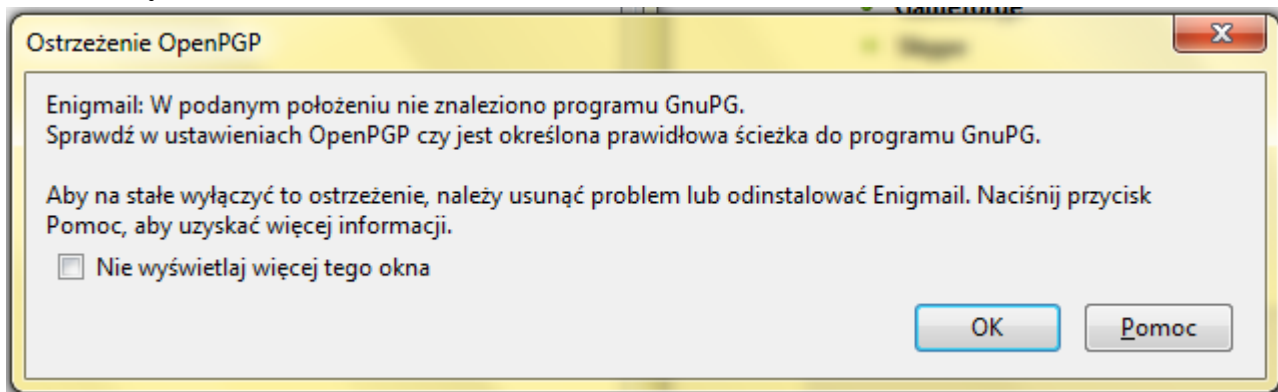 Gameforge
Ostrzeżenie OpenPGP
Enigmail: W podanym położeniu nie znaleziono programu GnuPG.
Sprawdź w ustawieniach OpenPGP czy jest określona prawidłowa ścieżka do programu GnuPG.
Aby na stałe wyłączyć to ostrzeżenie, należy usunąć problem lub odinstalować Enigmail. Naciśnij przycisk
Pomoc, aby uzyskać więcej informacji.
Nie wyświetlaj więcej tego okna
OK
Pomoc